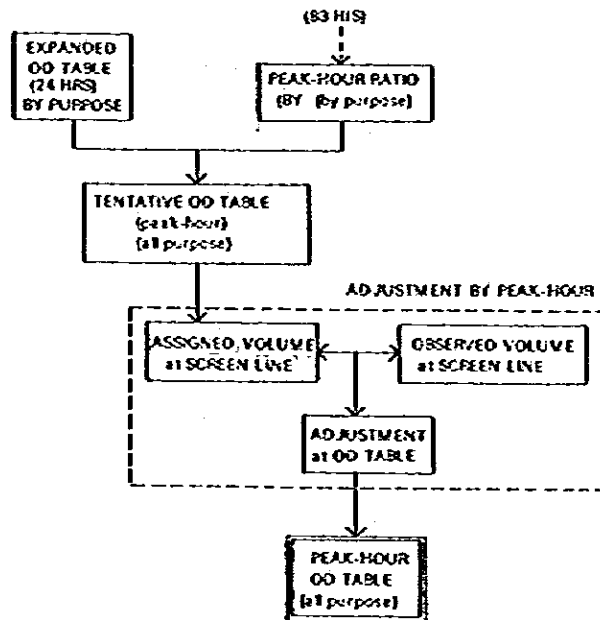 (83 HIS)
EXPANDED
OD TABLE
(24 HRS)
BY PURPOSE
PEAK-HOUR RATIO
(BY (by purpose)
TENTATIVE OD TABLE
(peak-hour)
(all purpose)
ADJUSTMENT BY PEAK-HOUR
ASSIGNED, VOLUME
at SCREEN LINE
OBSERVED VOLUME
at SCREEN LINE
ADJUSTMENT
at OD TABLE
PEAK-HOUR
OD TABLE
(all purpose)